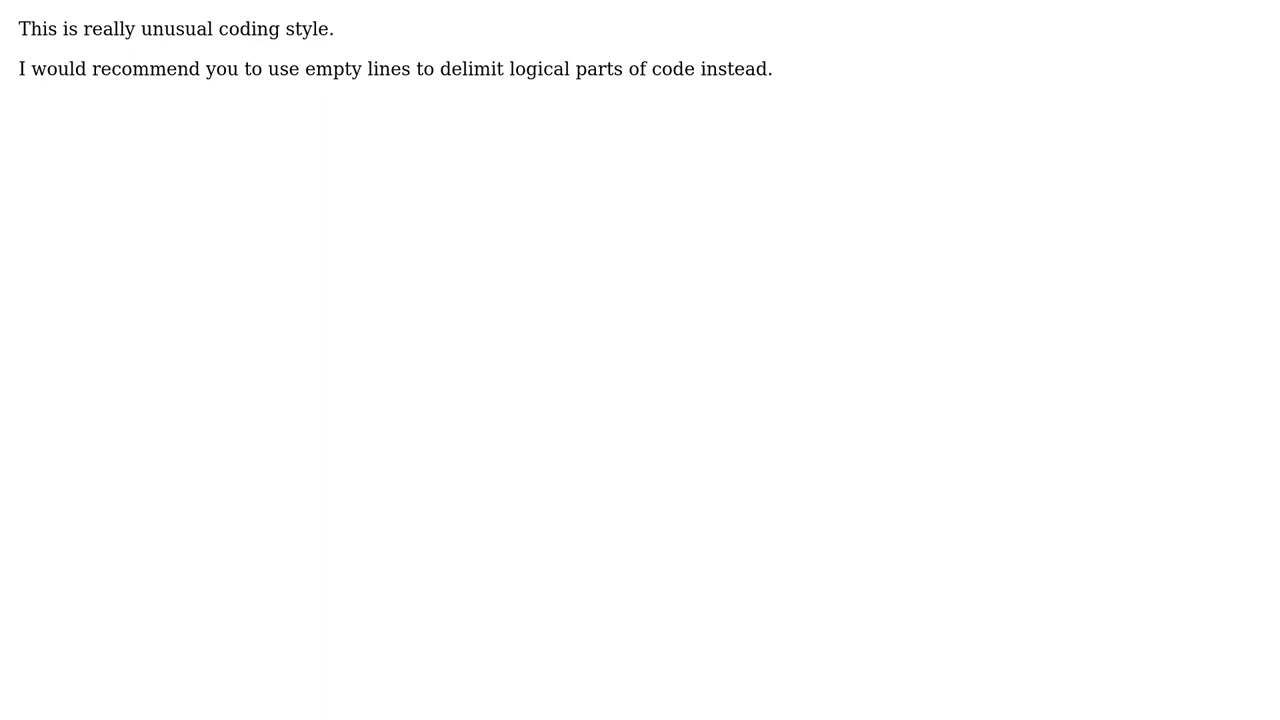 This is really unusual coding style.
I would recommend you to use empty lines to delimit logical parts of code instead.